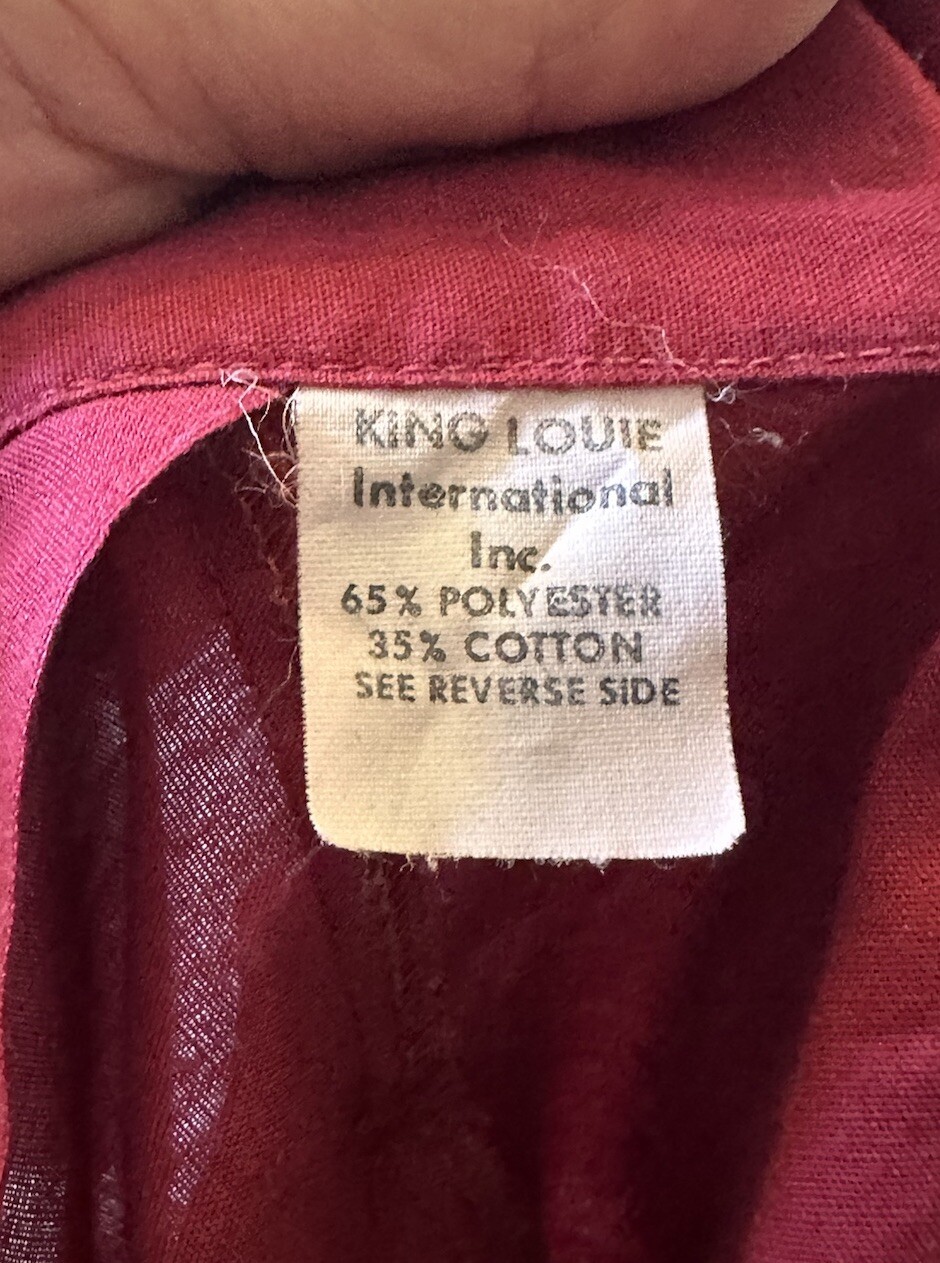 KING LOUIE
International
Inc.
65% POLYESTER
35% COTTON
SEE REVERSE SIDE